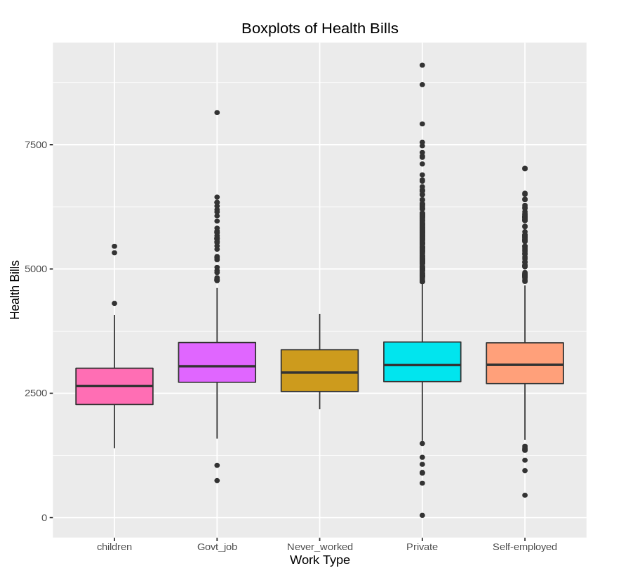 Boxplots of Health Bills
Health Bills
7500
5000
2500
0
children Govt_job Never_worked Private Self-employed
Work Type